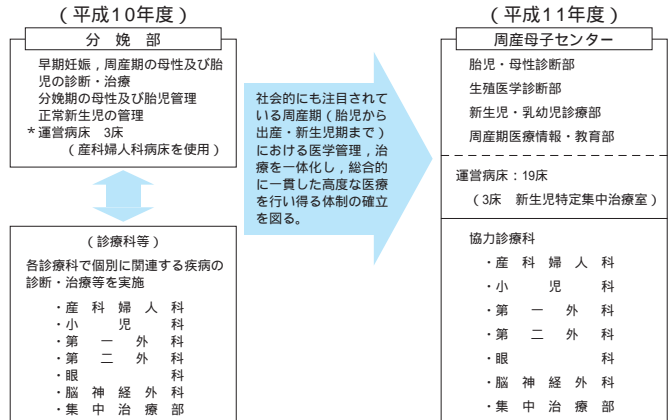 (平成10年度)
分娩部
早期妊娠，周産期の母性及び胎
児の診断・治療
分娩期の母性及び胎児管理
正常新生児の管理
*運営病床　3床
(産科婦人科病床を使用)
(診療科等)
各診療科で個別に関連する疾病の
診断・治療等を実施
・産科婦人科
・小児科
・第一外科
・第二外科
・眼科
・脳神経外科
・集中治療部
社会的にも注目されて
いる周産期(胎児から
出産・新生児期まで)
における医学管理，治
療を一体化し，総合的
に一貫した高度な医療
を行い得る体制の確立
を図る。
(平成11年度)
周産母子センター
胎児・母性診断部
生殖医学診断部
新生児・乳幼児診療部
周産期医療情報・教育部
運営病床：19床
(3床　新生児特定集中治療室)
協力診療科
・産科婦人科
・小児科
・第一外科
・第二外科
・眼科
・脳神経外科
・集中治療部